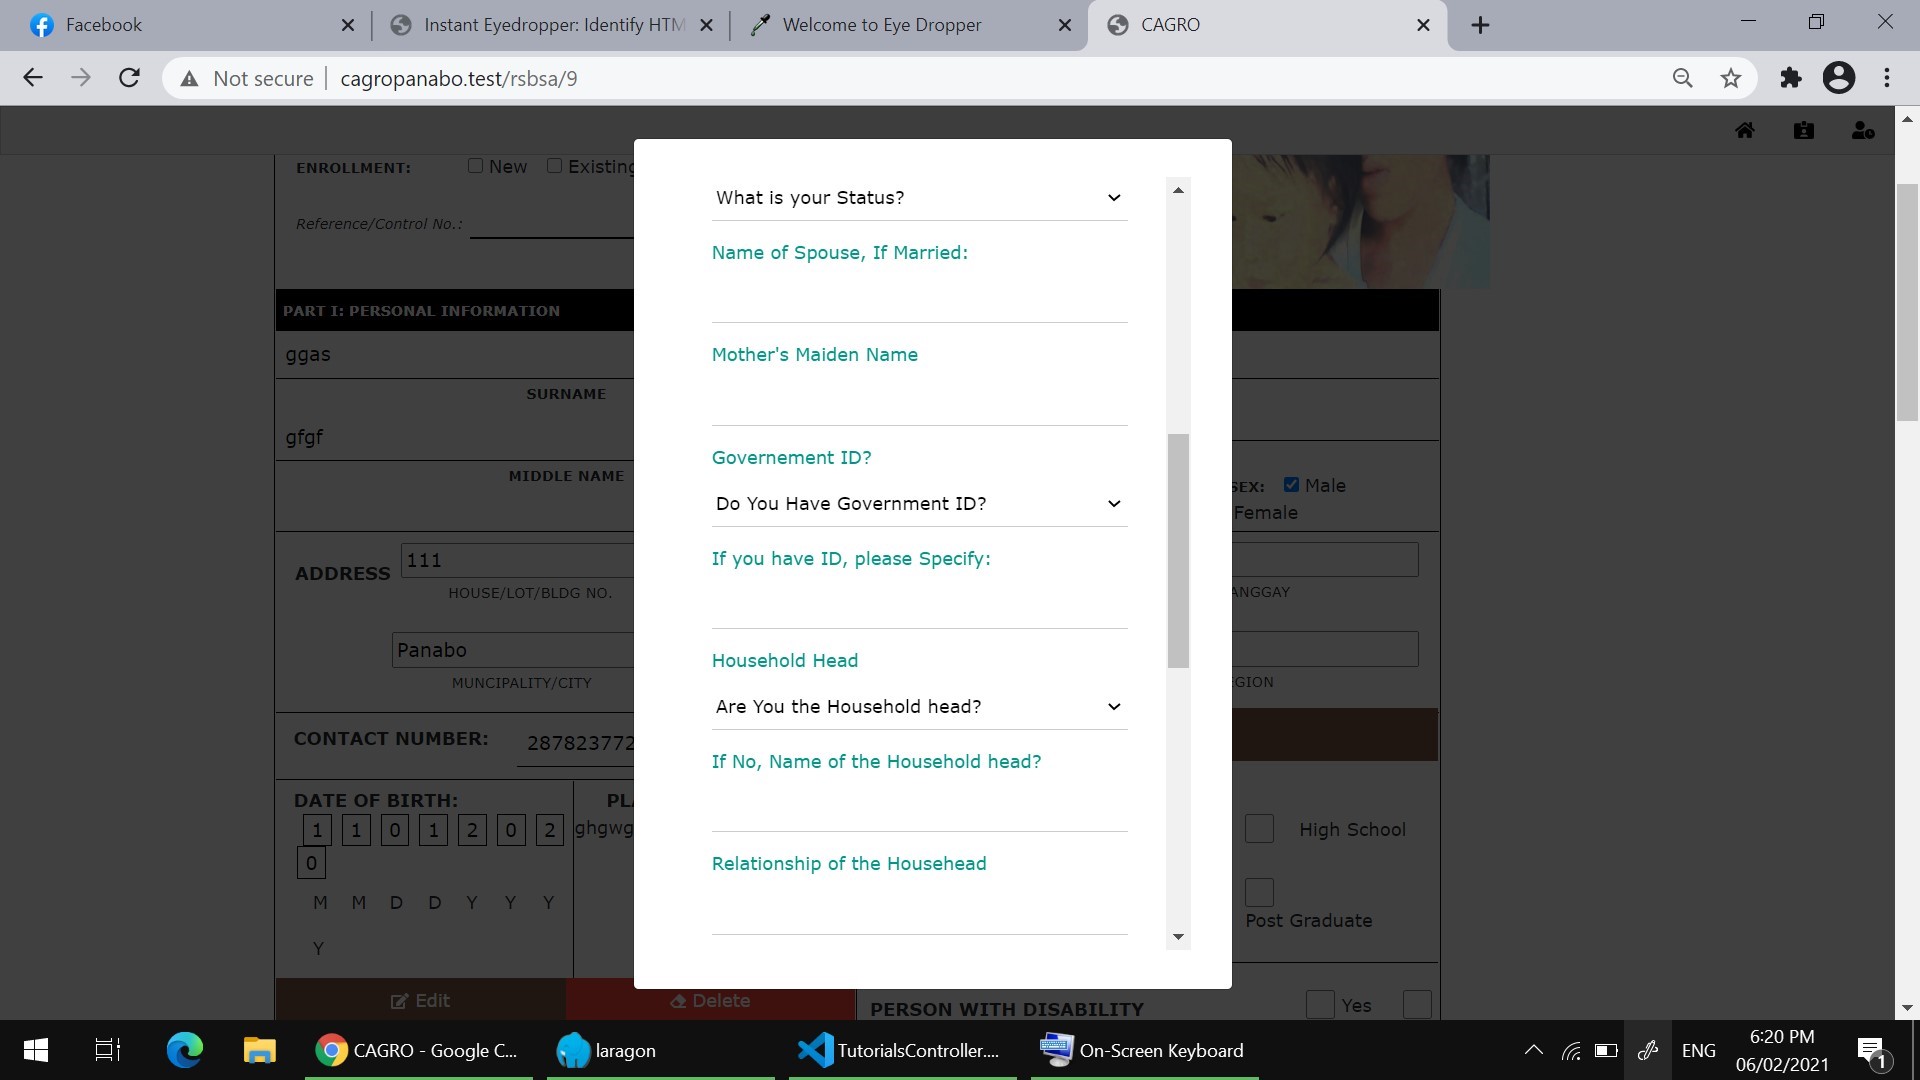 Facebook
Instant Eyedropper: Identify HTM
Welcome to Eye Dropper
CAGRO
Not secure
cagropanabo.test/rsbsa/9
ENROLLMENT:
New
Existing
Reference/Control No.:
PART I: PERSONAL INFORMATION
ggas
SURNAME
gfgf
MIDDLE NAME
SEX:
Male
Female
ADDRESS
111
HOUSE/LOT/BLDG NO.
ANGGAY
Panabo
MUNCIPALITY/CITY
EGION
CONTACT NUMBER:
287823772
DATE OF BIRTH:
1 1 0 1 2 0 2
0
M M D D Y Y Y
Y
PLA
ghgwg
High School
Post Graduate
Edit
Delete
PERSON WITH DISABILITY
Yes
What is your Status?
Name of Spouse, If Married:
Mother's Maiden Name
Governement ID?
Do You Have Government ID?
If you have ID, please Specify:
Household Head
Are You the Household head?
If No, Name of the Household head?
Relationship of the Househead
CAGRO - Google C...
laragon
TutorialsController....
On-Screen Keyboard
ENG
6:20 PM
06/02/2021
1